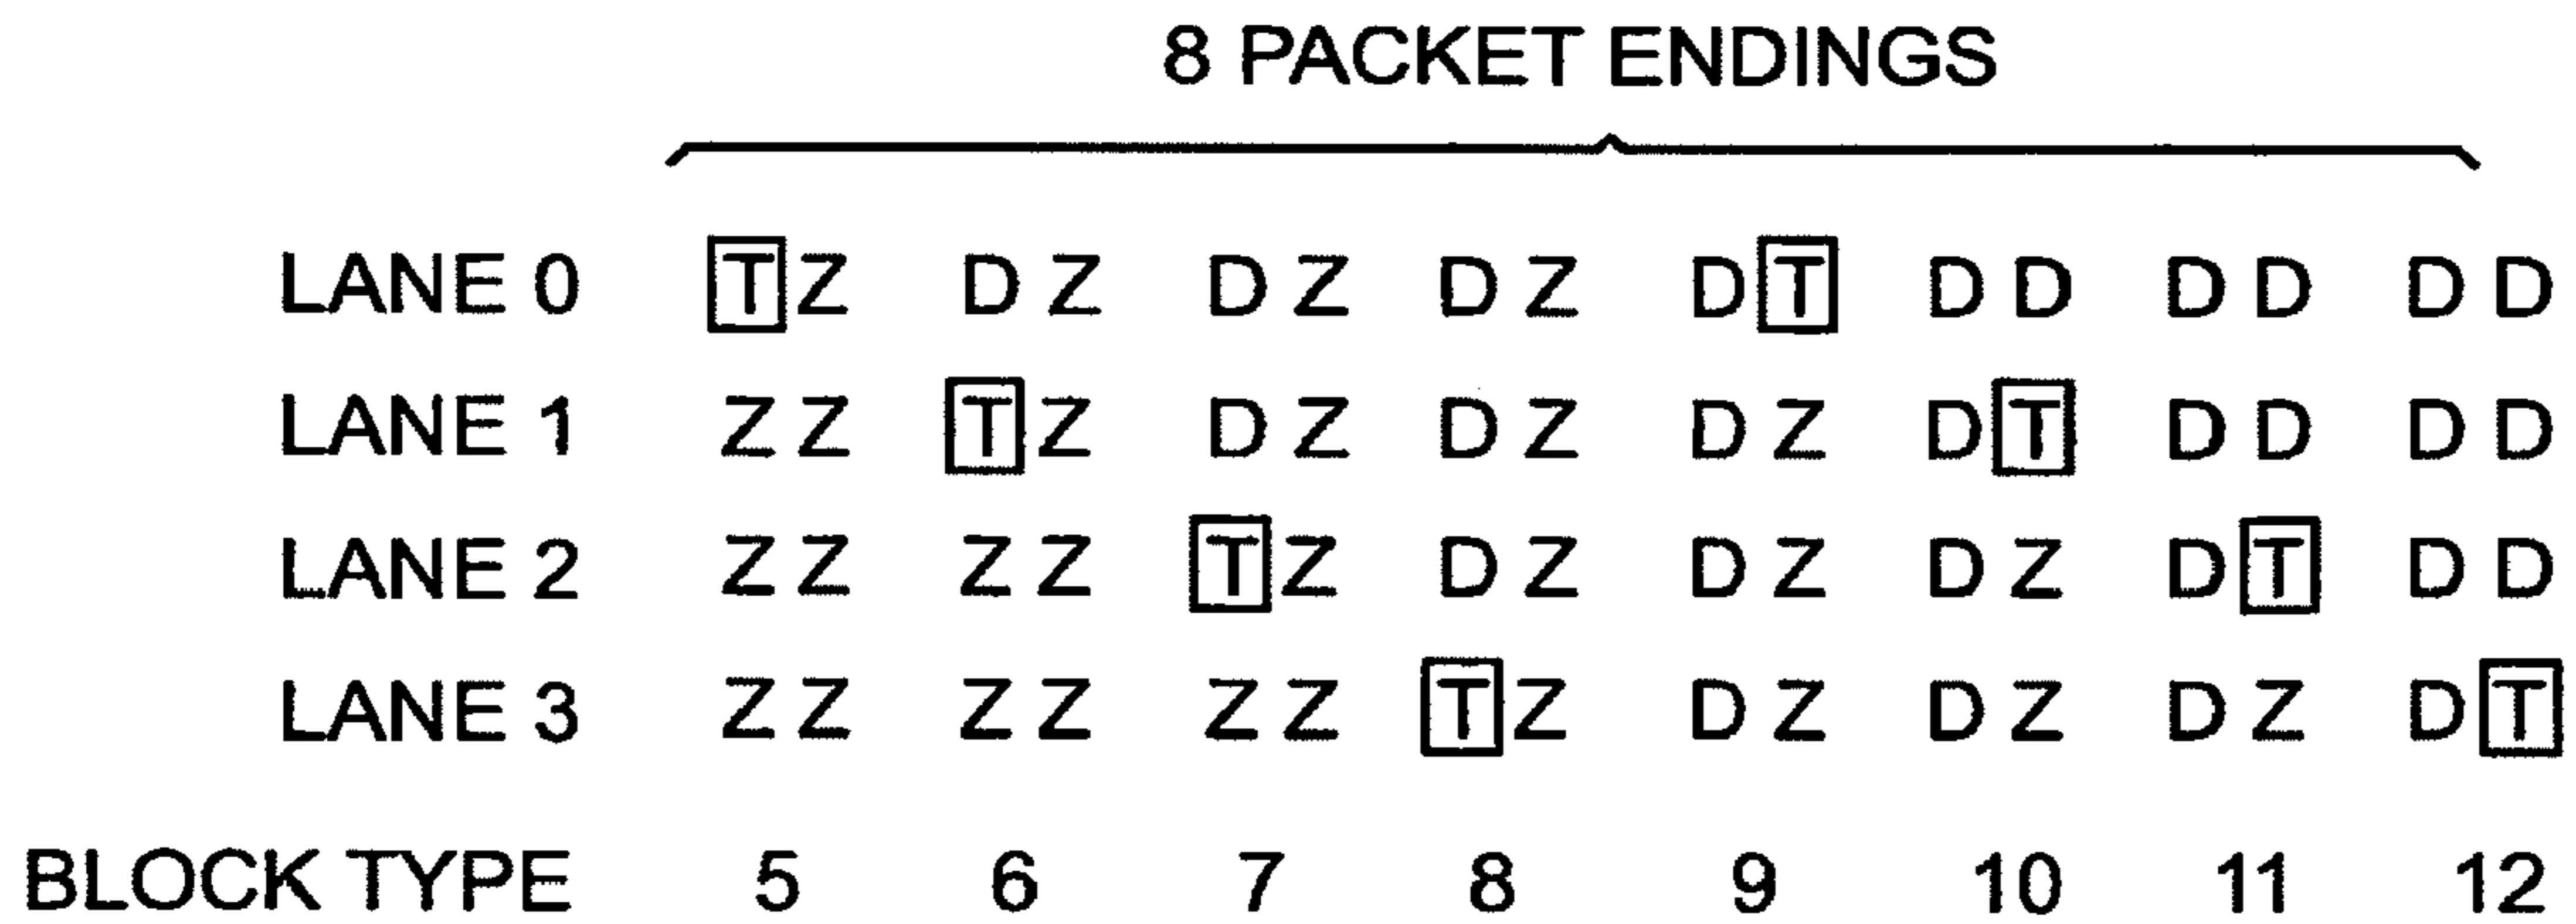 8 PACKET ENDINGS
LANE 0 T Z D Z D Z D Z D T D D D D D D
LANE 1 Z Z T Z D Z D Z D Z D T D D D D
LANE 2 Z Z Z Z T Z D Z D Z D Z D T D D
LANE 3 Z Z Z Z Z Z T Z D Z D Z D Z D T
BLOCK TYPE 5 6 7 8 9 10 11 12